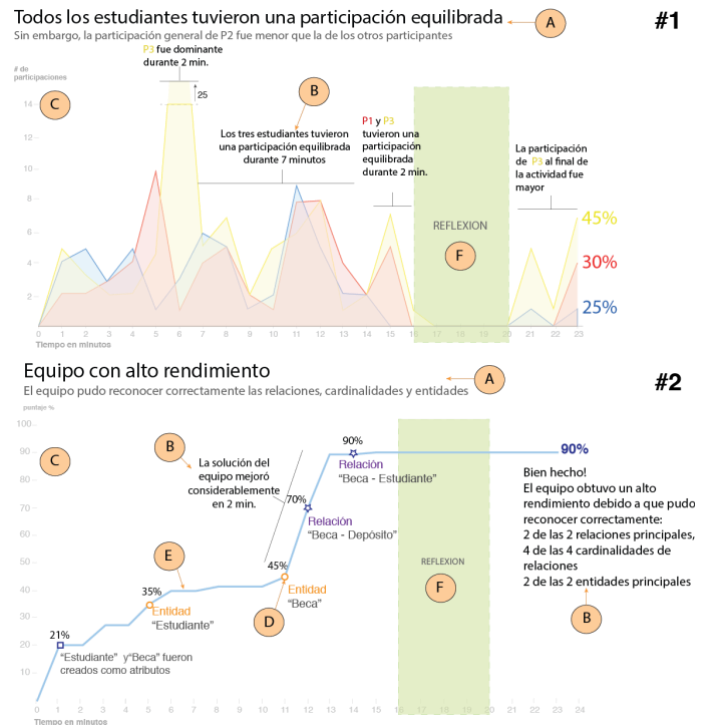 Todos los estudiantes tuvieron una participación equilibrada
A
#1
Sin embargo, la participación general de P2 fue menor que la de los otros participantes
P3 fue dominante
durante 2 min.
# de
participaciones
C
25
B
Los tres estudiantes tuvieron
una participación equilibrada
durante 7 minutos
P1 y P3
tuvieron una
participación
equilibrada
durante 2 min.
La participación
de P3 al final de
la actividad fue
mayor
14
12
10
8
6
4
2
REFLEXION
F
45%
30%
25%
0 1 2 3 4 5 6 7 8 9 10 11 12 13 14 15 16 17 18 19 20 21 22 23
Tiempo en minutos
Equipo con alto rendimiento
A
#2
El equipo pudo reconocer correctamente las relaciones, cardinalidades y entidades
puntaje %
100
90
80
70
60
50
40
30
20
10
C
B
La solución del
equipo mejoró
considerablemente
en 2 min.
90%
Relación
"Beca - Estudiante"
70%
Relación
"Beca - Depósito"
E
45%
Entidad
"Beca"
D
35%
Entidad
"Estudiante"
21%
"Estudiante" y"Beca" fueron
creados como atributos
REFLEXION
F
90%
Bien hecho!
El equipo obtuvo un alto
rendimiento debido a que pudo
reconocer correctamente:
2 de las 2 relaciones principales,
4 de las 4 cardinalidades de
relaciones
2 de las 2 entidades principales
B
0 1 2 3 4 5 6 7 8 9 10 11 12 13 14 15 16 17 18 19 20 21 22 23 24
Tiempo en minutos